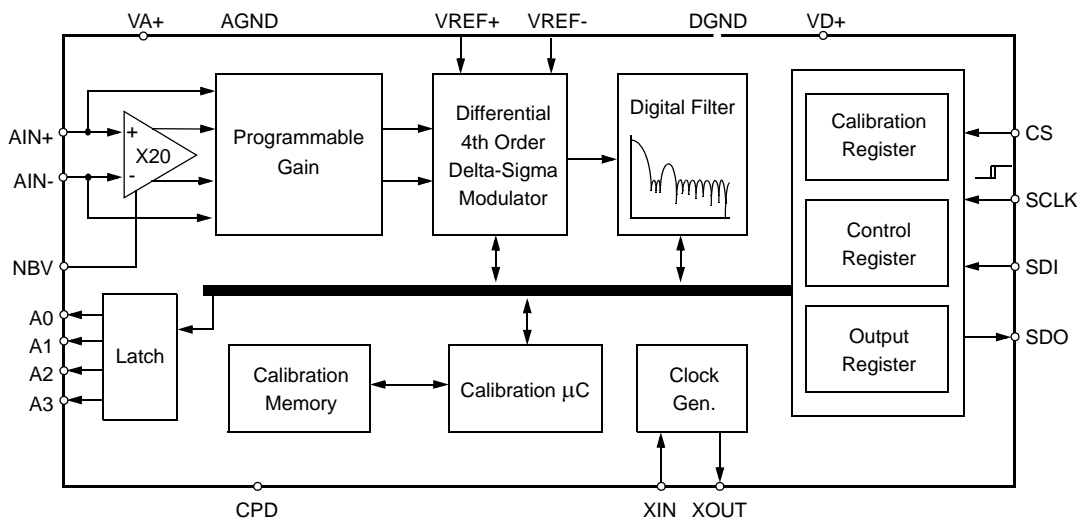 VA+ AGND VREF+ VREF- DGND VD+
AIN+
AIN-
NBV
A0
A1
A2
A3
+
X20
-
Programmable
Gain
Differential
4th Order
Delta-Sigma
Modulator
Digital Filter
Calibration
Register
Control
Register
Output
Register
CS
SCLK
SDI
SDO
Latch
Calibration
Memory
Calibration μC
Clock
Gen.
CPD
XIN XOUT